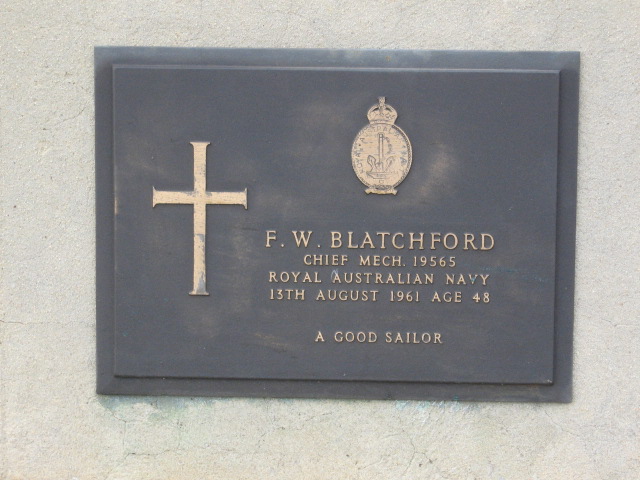 F. W. BLATCHFORD
CHIEF MECH. 19565
ROYAL AUSTRALIAN NAVY
13TH AUGUST 1961 AGE 48
A GOOD SAILOR